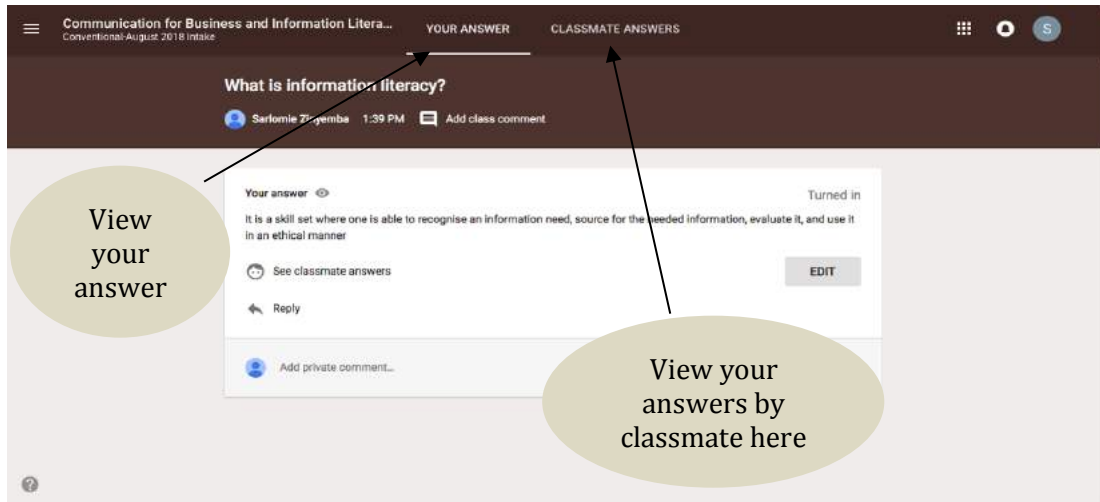 Communication for Business and Information Litera...
Conventional-August 2018 Intake
YOUR ANSWER
CLASSMATE ANSWERS
S
What is information literacy?
Sarlomie Zinyemba 1:39 PM Add class comment
Your answer
Turned in
It is a skill set where one is able to recognise an information need, source for the needed information, evaluate it, and use it
in an ethical manner
See classmate answers
EDIT
Reply
Add private comment...
View
your
answer
View your
answers by
classmate here